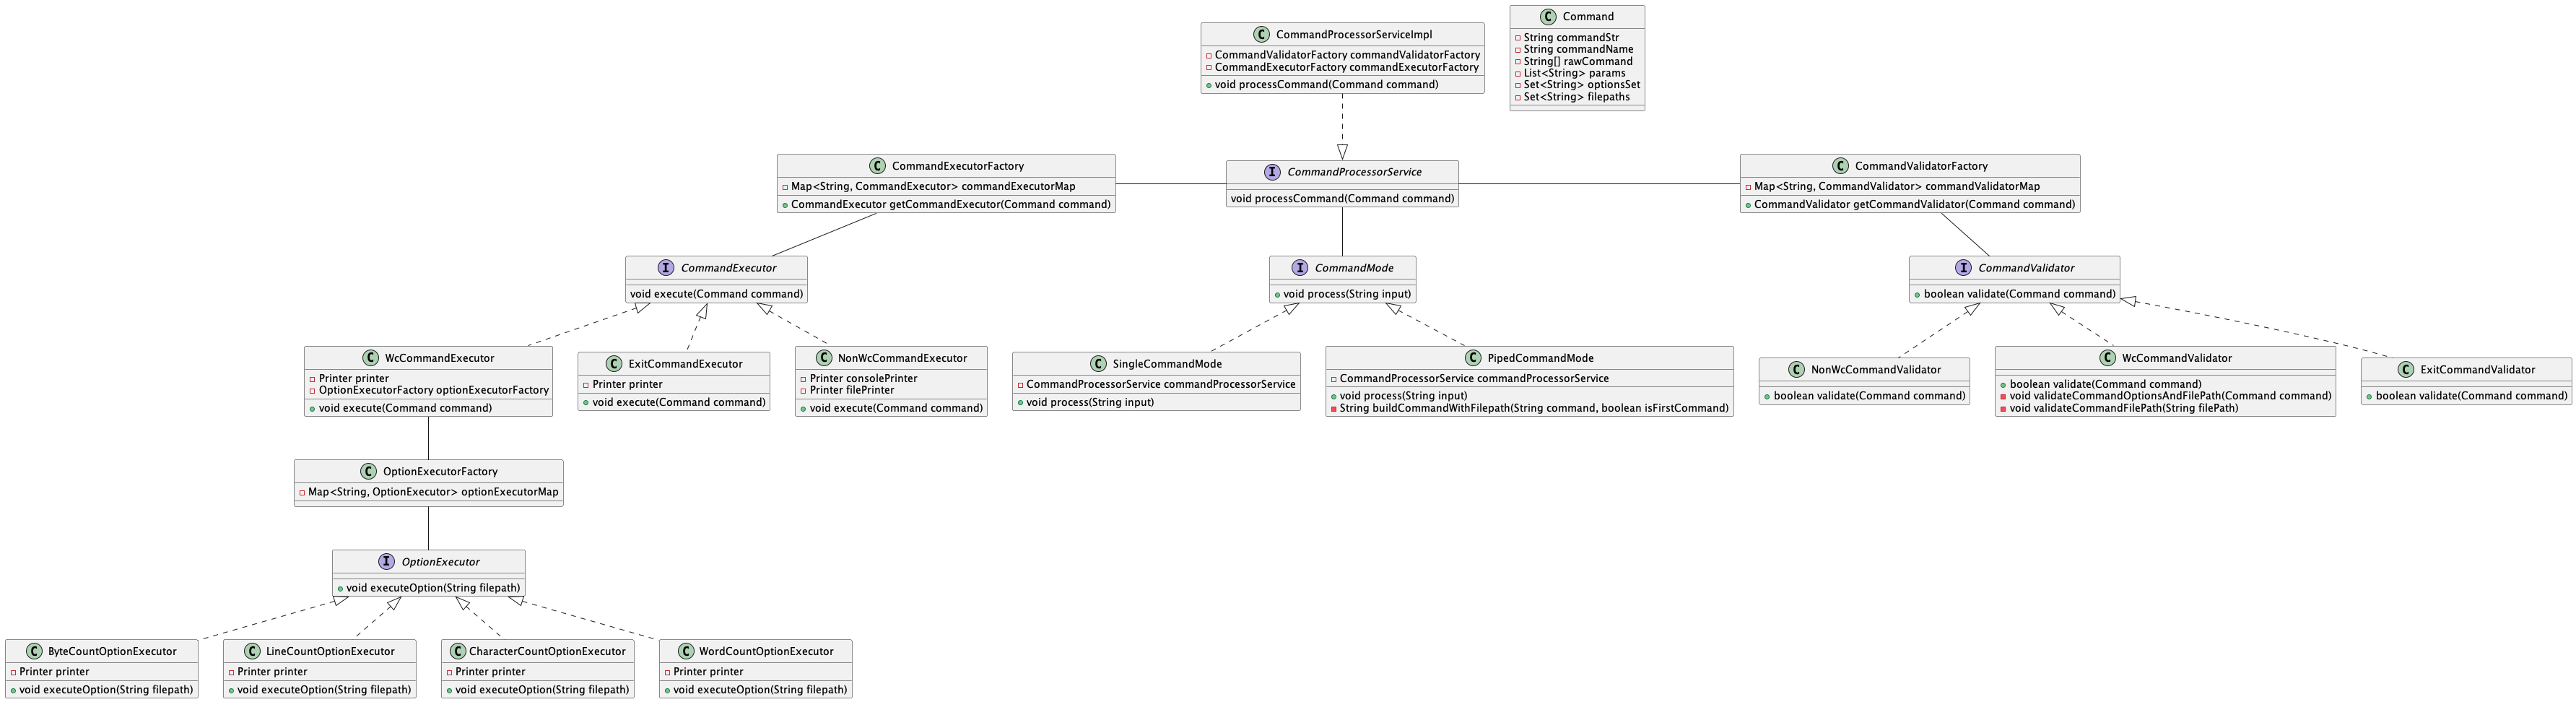 C CommandProcessorServiceImpl
CommandValidatorFactory commandValidatorFactory
CommandExecutorFactory commandExecutorFactory
void processCommand(Command command)
C Command
String commandStr
String commandName
String[] rawCommand
List<String> params
Set<String> optionsSet
Set<String> filepaths
C CommandExecutorFactory
Map<String, CommandExecutor> commandExecutorMap
CommandExecutor getCommandExecutor(Command command)
I CommandProcessorService
void processCommand(Command command)
C CommandValidatorFactory
Map<String, CommandValidator> commandValidatorMap
CommandValidator getCommandValidator(Command command)
I CommandExecutor
void execute(Command command)
I CommandMode
void process(String input)
I CommandValidator
boolean validate(Command command)
C WcCommandExecutor
Printer printer
OptionExecutorFactory optionExecutorFactory
void execute(Command command)
C ExitCommandExecutor
Printer printer
void execute(Command command)
C NonWcCommandExecutor
Printer consolePrinter
Printer filePrinter
void execute(Command command)
C SingleCommandMode
CommandProcessorService commandProcessorService
void process(String input)
C PipedCommandMode
CommandProcessorService commandProcessorService
void process(String input)
String buildCommandWithFilepath(String command, boolean isFirstCommand)
C NonWcCommandValidator
boolean validate(Command command)
C WcCommandValidator
boolean validate(Command command)
void validateCommandOptionsAndFilePath(Command command)
void validateCommandFilePath(String filePath)
C ExitCommandValidator
boolean validate(Command command)
C OptionExecutorFactory
Map<String, OptionExecutor> optionExecutorMap
I OptionExecutor
void executeOption(String filepath)
C ByteCountOptionExecutor
Printer printer
void executeOption(String filepath)
C LineCountOptionExecutor
Printer printer
void executeOption(String filepath)
C CharacterCountOptionExecutor
Printer printer
void executeOption(String filepath)
C WordCountOptionExecutor
Printer printer
void executeOption(String filepath)